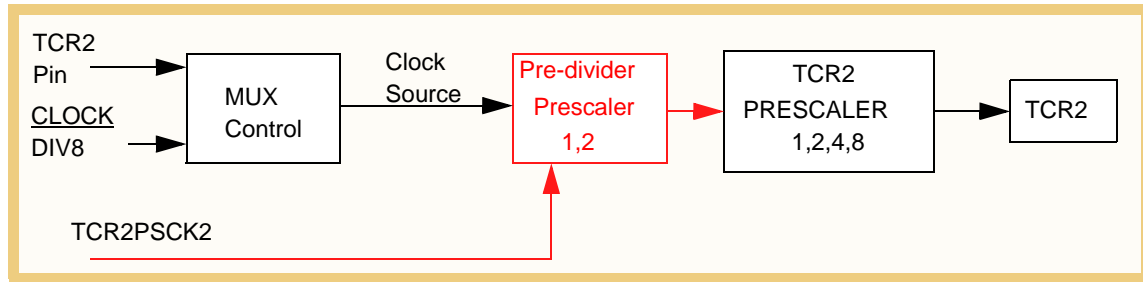 TCR2
Pin
CLOCK
DIV8
MUX
Control
Clock
Source
Pre-divider
Prescaler
1,2
TCR2
PRESCALER
1,2,4,8
TCR2
TCR2PSCK2